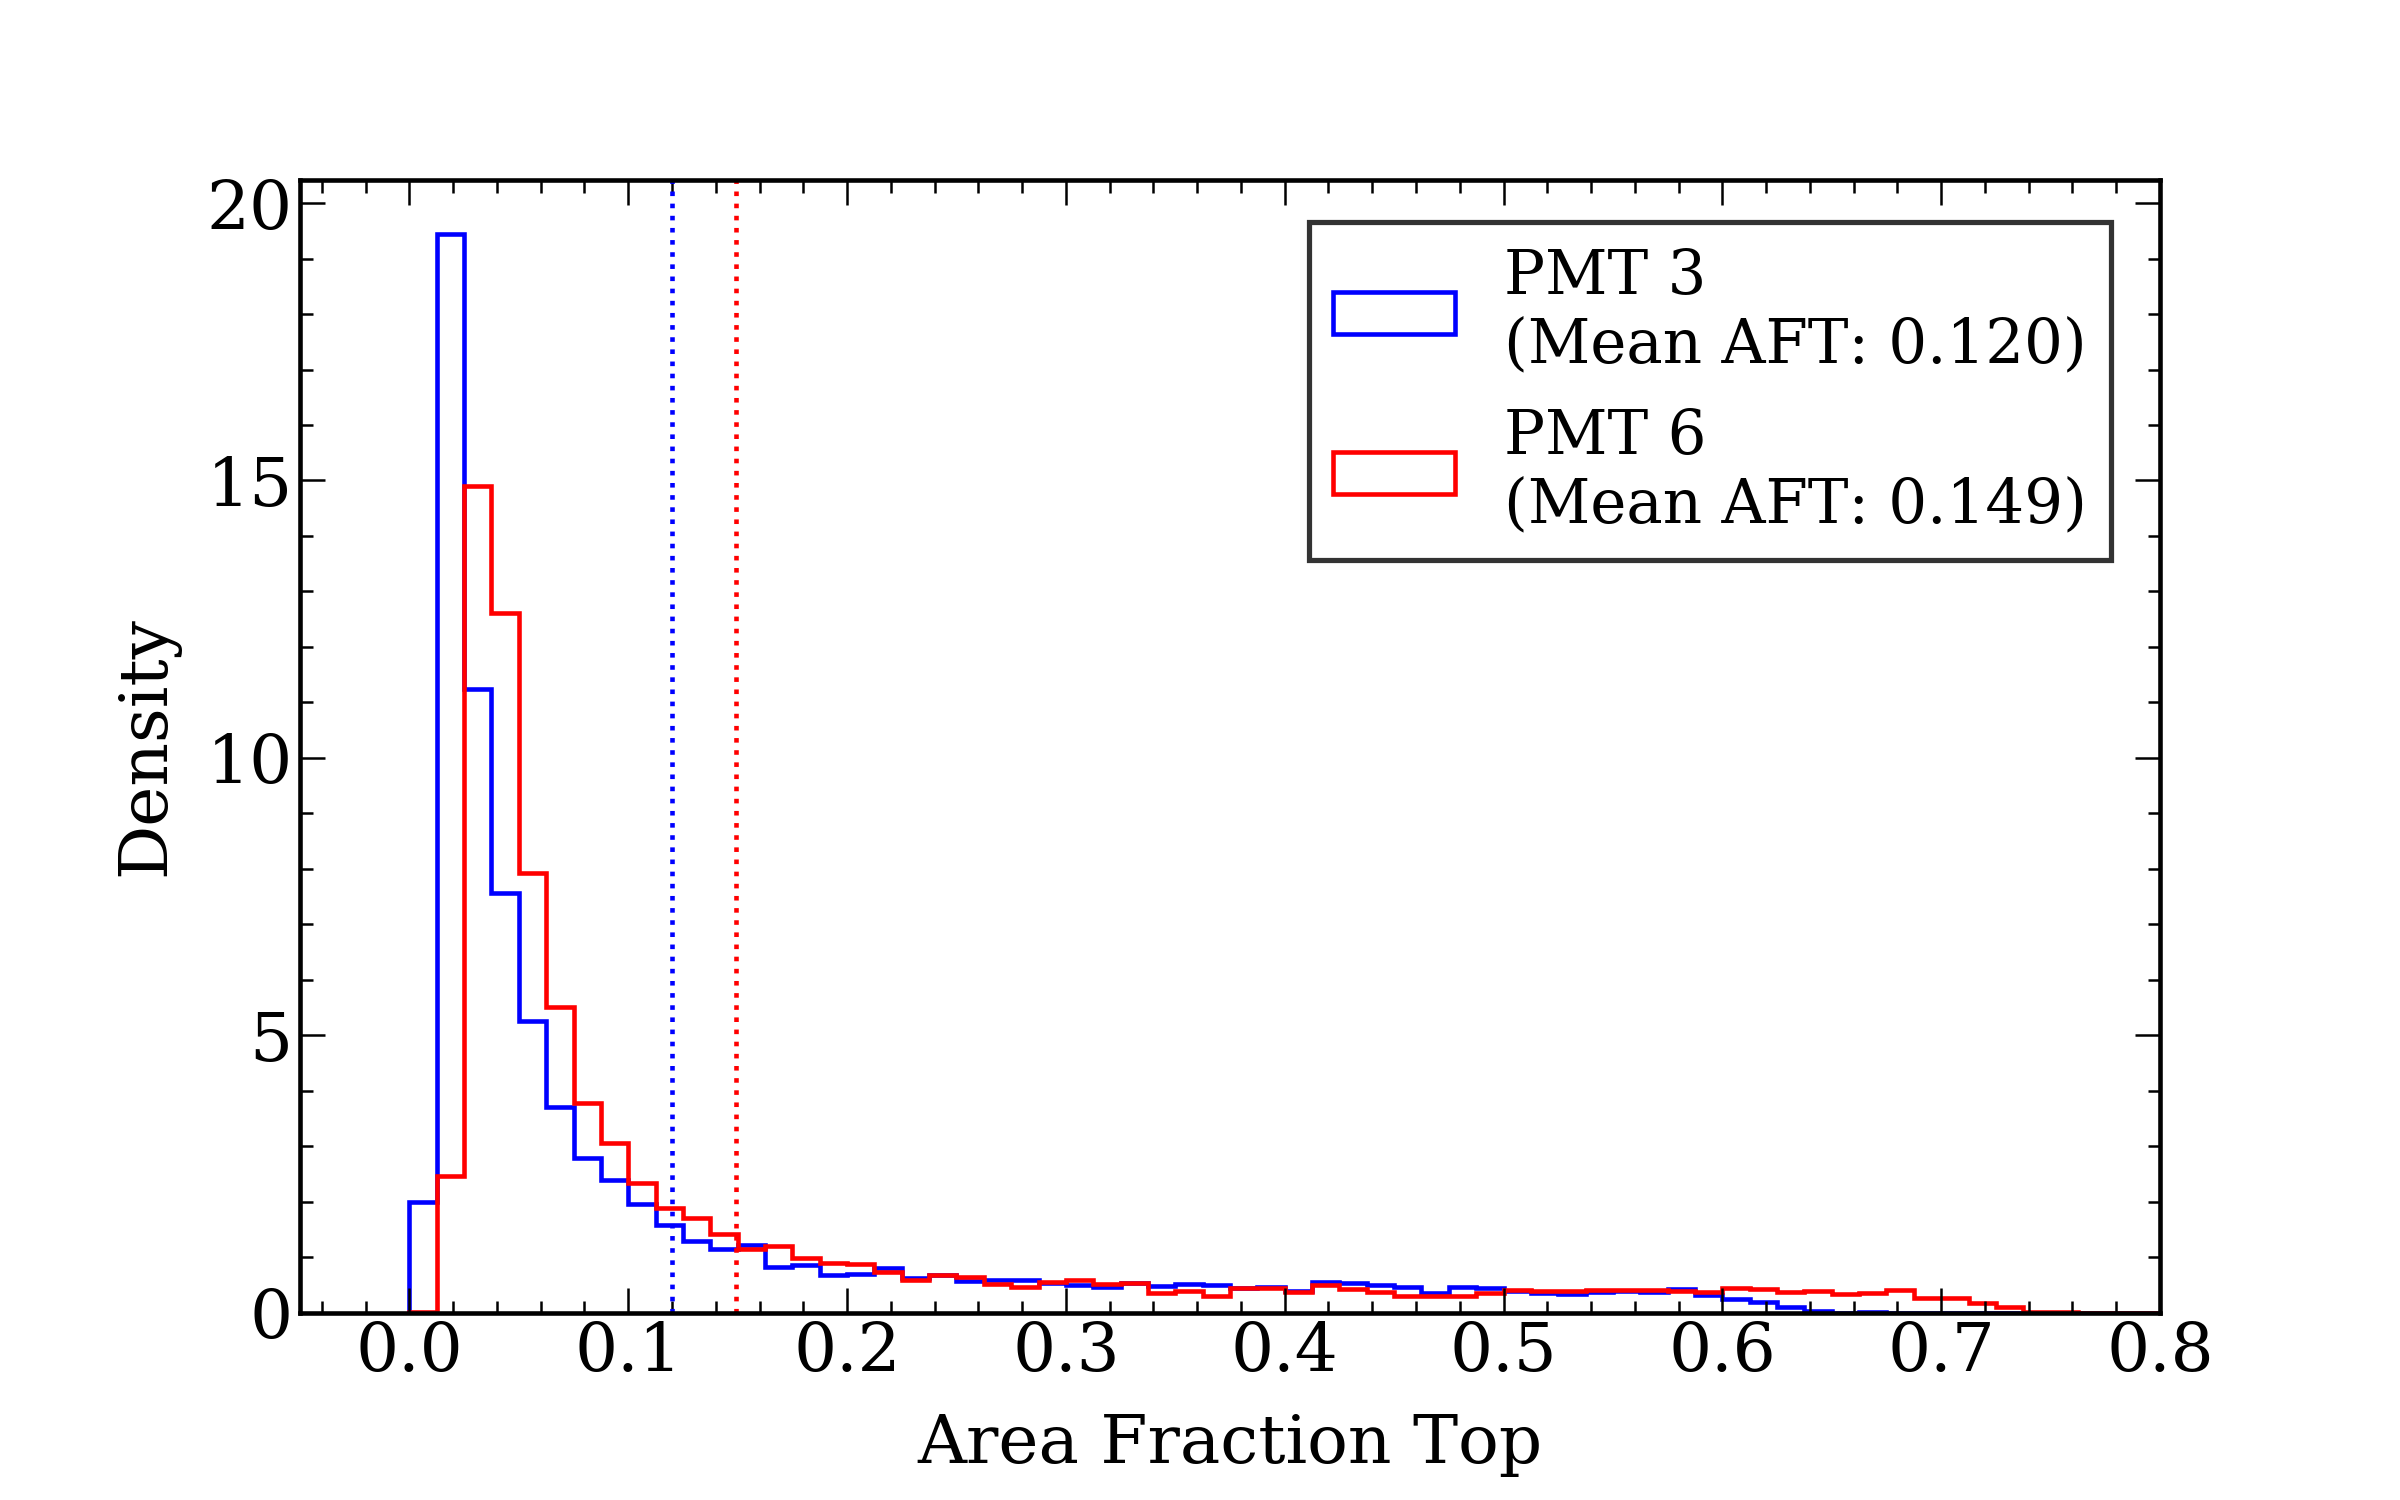 20
15
10
5
0
Density
PMT 3
(Mean AFT: 0.120)
PMT 6
(Mean AFT: 0.149)
0.0 0.1 0.2 0.3 0.4 0.5 0.6 0.7 0.8
Area Fraction Top